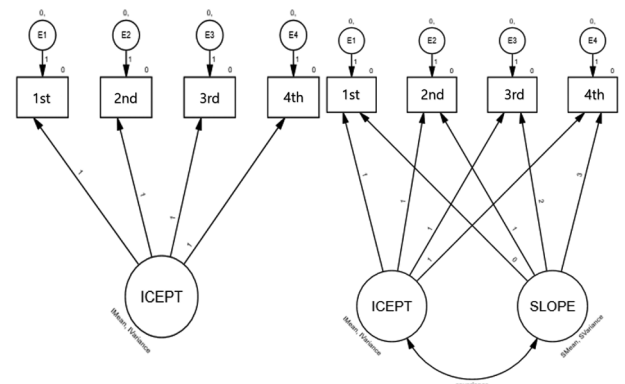 0, 0, 0, 0, 0, 0, 0, 0,
E1 E2 E3 E4 E1 E2 E3 E4
1 1 1 1 1 1 1 1
0 0 0 0 0 0 0 0
1st 2nd 3rd 4th 1st 2nd 3rd 4th
1 1 1 1 1 1 1 1 0 1 2 3
ICEPT ICEPT SLOPE
IMean, IVariance IMean, IVariance SMean, SVariance